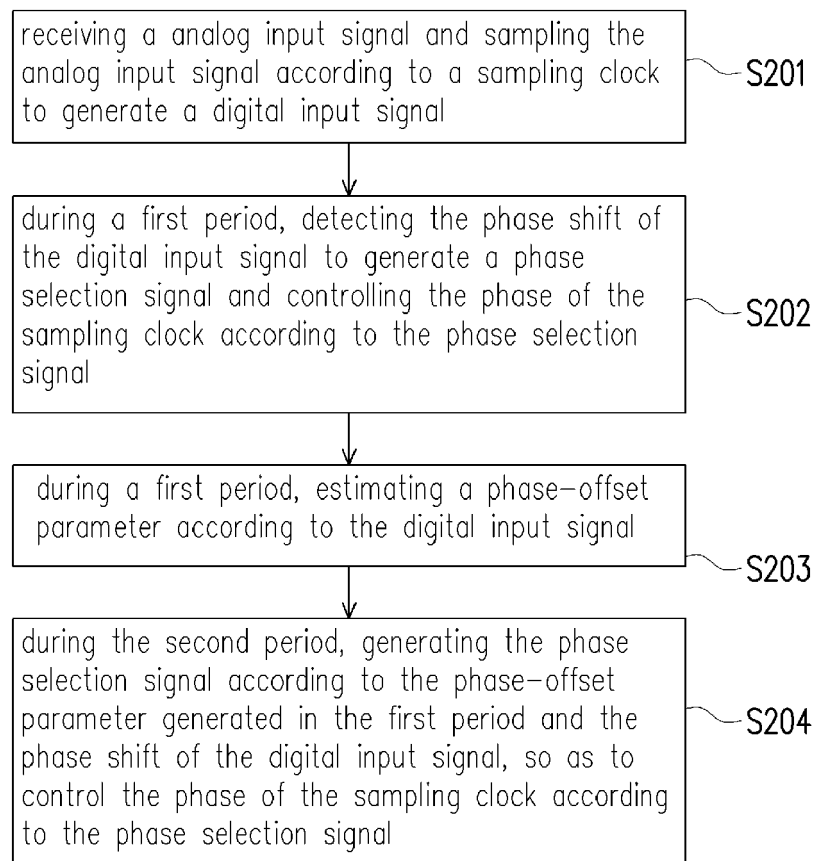 receiving a analog input signal and sampling the
analog input signal according to a sampling clock
to generate a digital input signal
S201
during a first period, detecting the phase shift of
the digital input signal to generate a phase
selection signal and controlling the phase of the
sampling clock according to the phase selection
signal
S202
during a first period, estimating a phase-offset
parameter according to the digital input signal
S203
during the second period, generating the phase
selection signal according to the phase-offset
parameter generated in the first period and the
phase shift of the digital input signal, so as to
control the phase of the sampling clock according
to the phase selection signal
S204